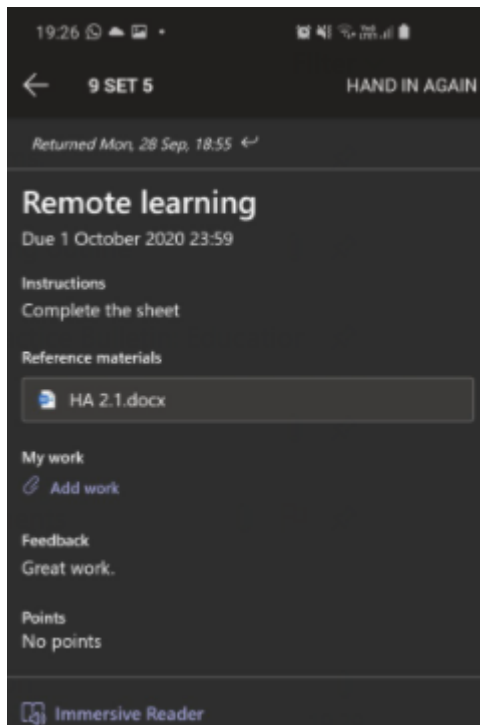 19:26
9 SET 5 HAND IN AGAIN
Returned Mon, 28 Sep, 18:55
Remote learning
Due 1 October 2020 23:59
Instructions
Complete the sheet
Reference materials
HA 2.1.docx
My work
Add work
Feedback
Great work.
Points
No points
Immersive Reader